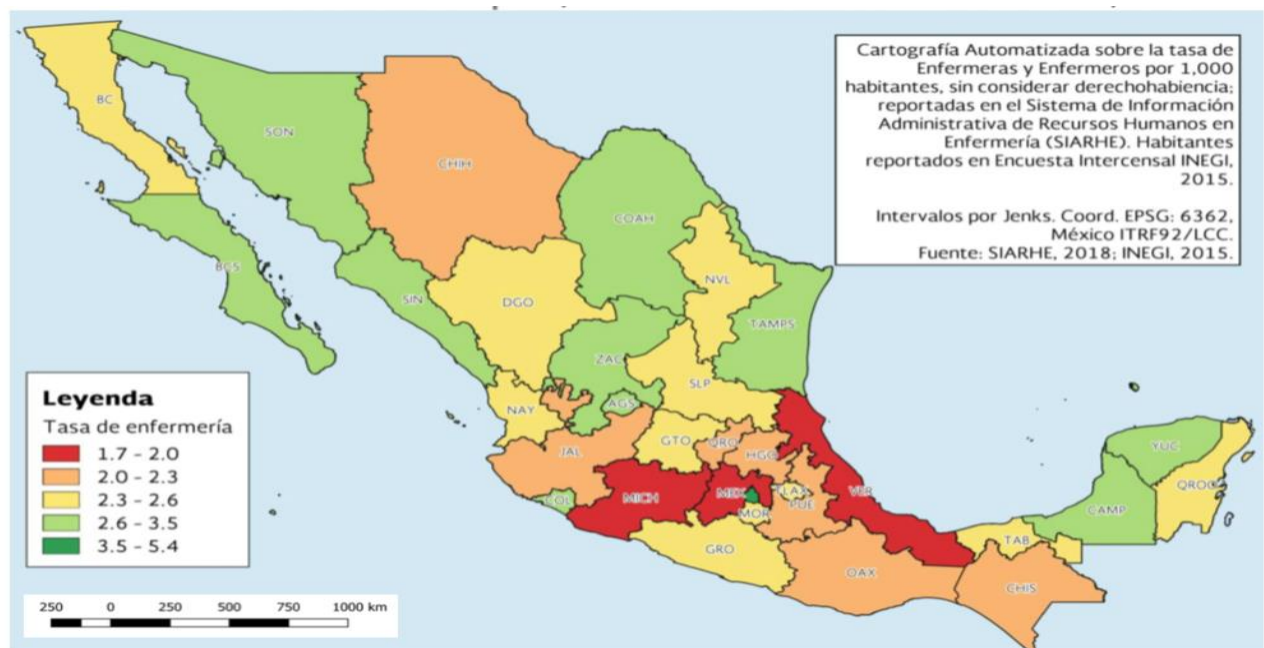 Cartografía Automatizada sobre la tasa de
Enfermeras y Enfermeros por 1,000
habitantes, sin considerar derechohabiencia;
reportadas en el Sistema de Información
Administrativa de Recursos Humanos en
Enfermería (SIARHE). Habitantes
reportados en Encuesta Intercensal INEGI,
2015.
Intervalos por Jenks. Coord. EPSG: 6362,
México ITRF92/LCC.
Fuente: SIARHE, 2018; INEGI, 2015.
BC
SON
CHIH
COAH
BCS
NVL
SIN
DGO
TAMPS
ZAC
SLP
AGS
NAY
GTO
QRO
HGO
JAL
YUC
QROO
COL
MICH
MEX
TLAX
PUE
VER
MOR
CAMP
GRO
TAB
OAX
CHIS
Leyenda
Tasa de enfermería
1.7 - 2.0
2.0 - 2.3
2.3 - 2.6
2.6 - 3.5
3.5 - 5.4
250 0 250 500 750 1000 km